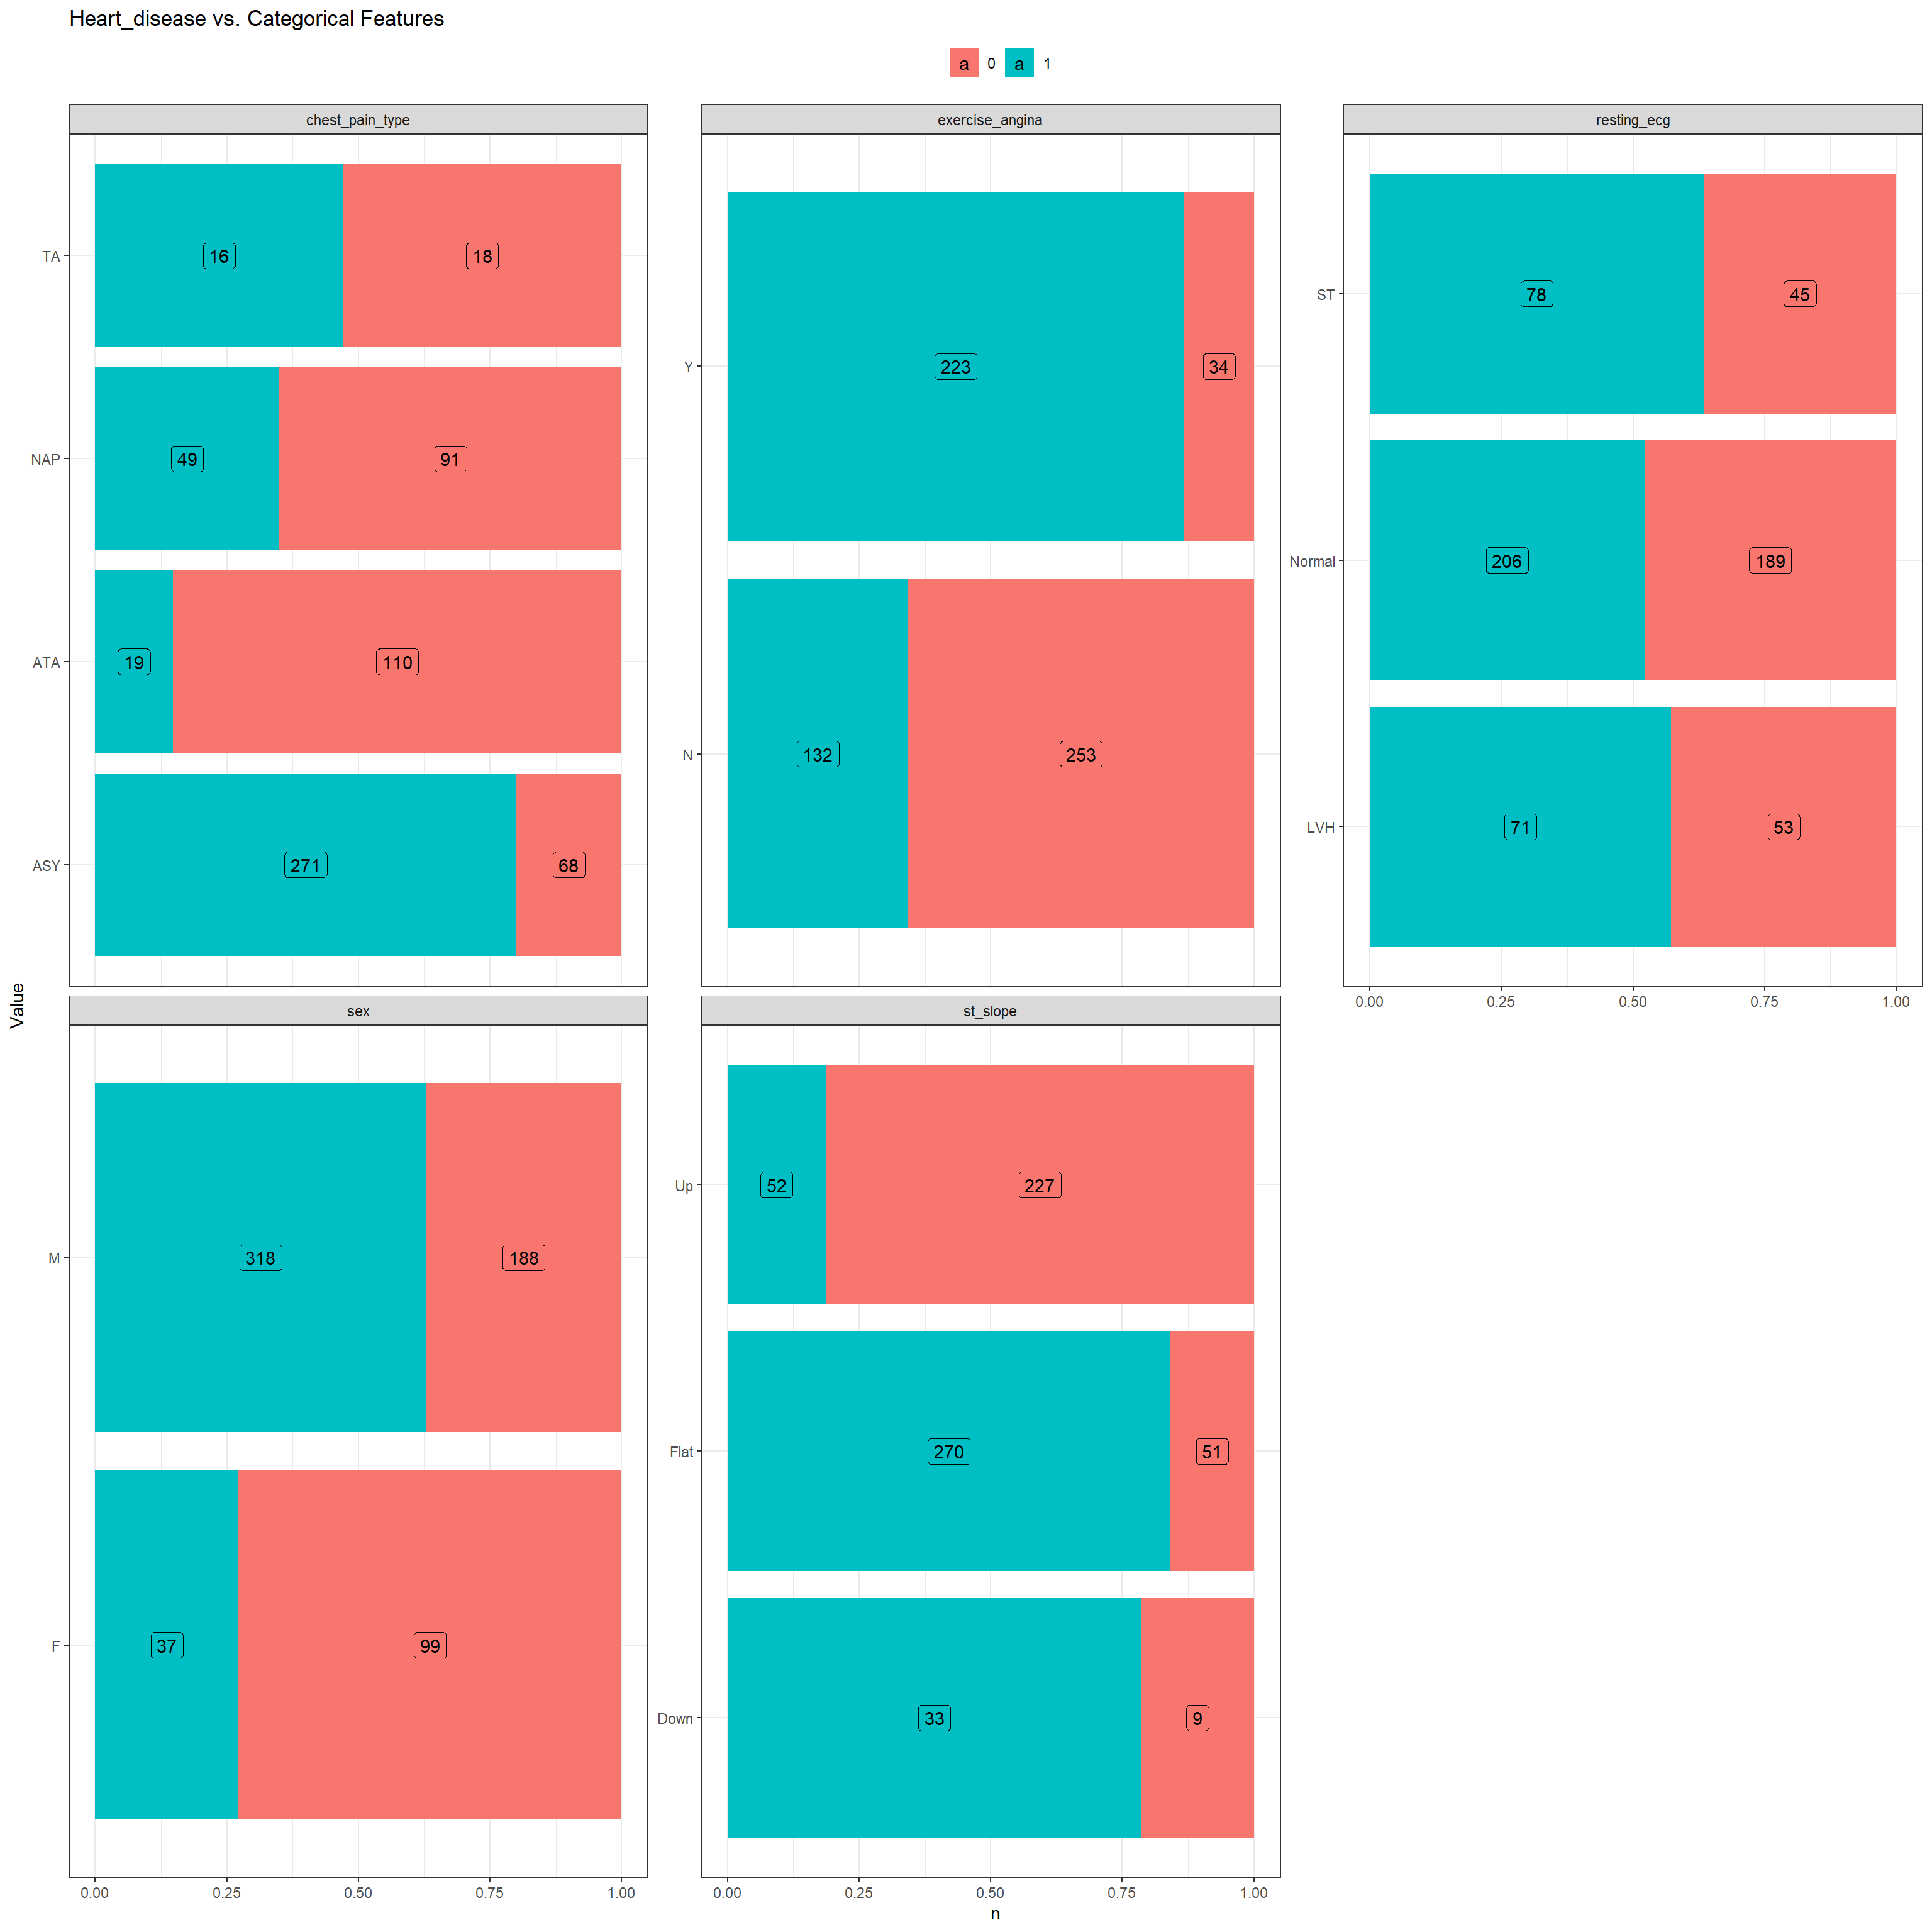 Heart_disease vs. Categorical Features
a 0 a 1
chest_pain_type
TA
16
18
NAP
49
91
ATA
19
110
ASY
271
68
exercise_angina
Y
223
34
N
132
253
resting_ecg
ST
78
45
Normal
206
189
LVH
71
53
0.00 0.25 0.50 0.75 1.00
Value
sex
M
318
188
F
37
99
0.00 0.25 0.50 0.75 1.00
st_slope
Up
52
227
Flat
270
51
Down
33
9
0.00 0.25 0.50 0.75 1.00
n